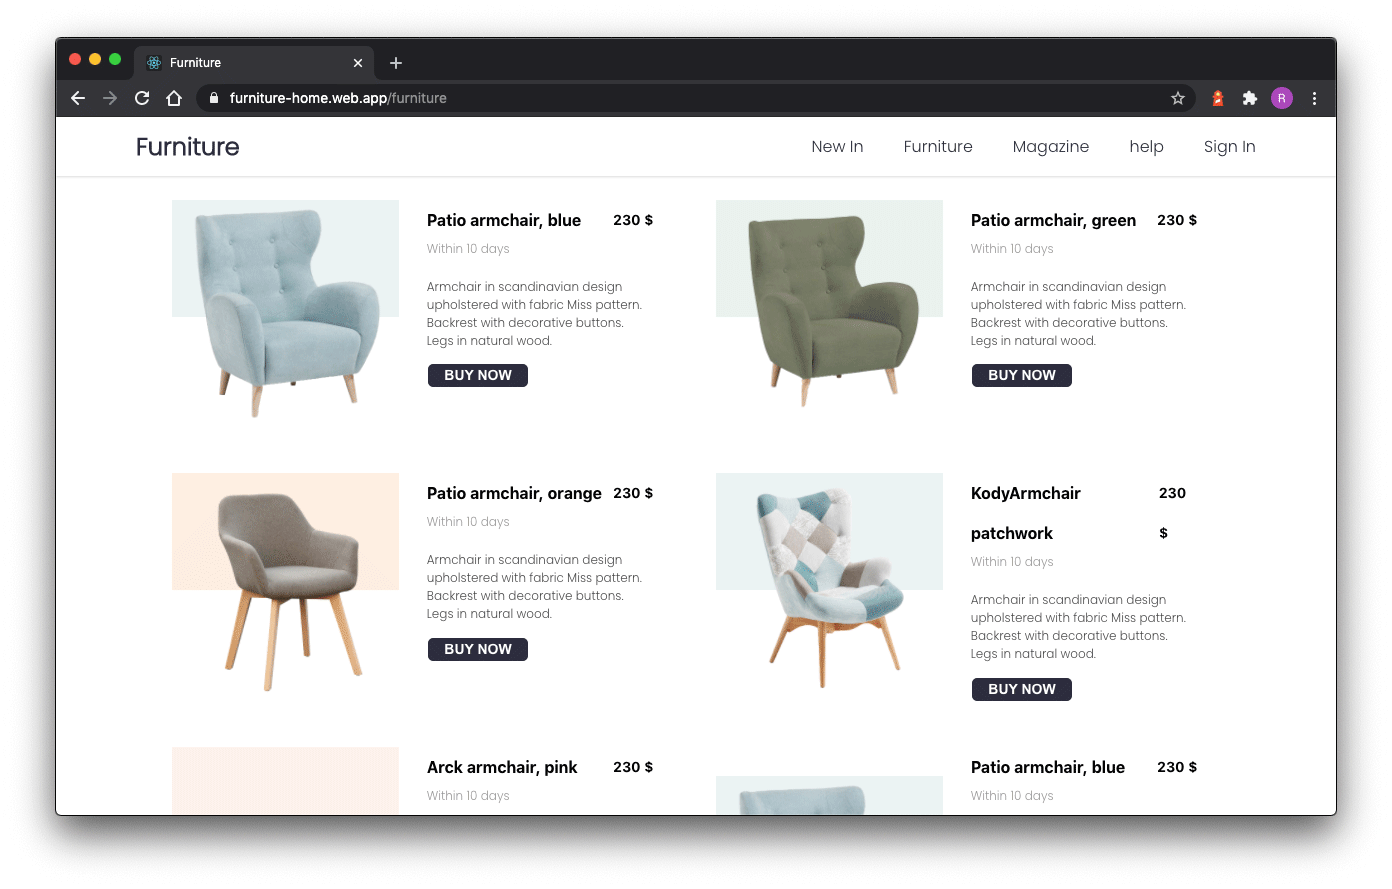 Furniture
furniture-home.web.app/furniture
R
Furniture
New In Furniture Magazine help Sign In
Patio armchair, blue 230 $
Within 10 days
Armchair in scandinavian design
upholstered with fabric Miss pattern.
Backrest with decorative buttons.
Legs in natural wood.
BUY NOW
Patio armchair, green 230 $
Within 10 days
Armchair in scandinavian design
upholstered with fabric Miss pattern.
Backrest with decorative buttons.
Legs in natural wood.
BUY NOW
Patio armchair, orange 230 $
Within 10 days
Armchair in scandinavian design
upholstered with fabric Miss pattern.
Backrest with decorative buttons.
Legs in natural wood.
BUY NOW
KodyArmchair 230
patchwork $
Within 10 days
Armchair in scandinavian design
upholstered with fabric Miss pattern.
Backrest with decorative buttons.
Legs in natural wood.
BUY NOW
Arck armchair, pink 230 $
Within 10 days
Patio armchair, blue 230 $
Within 10 days